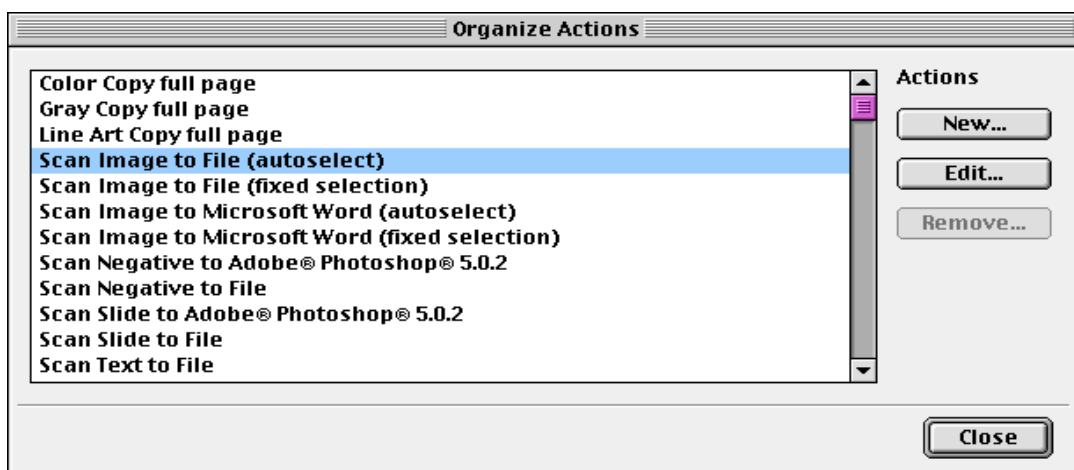 Organize Actions
Color Copy full page
Gray Copy full page
Line Art Copy full page
Scan Image to File (autoselect)
Scan Image to File (fixed selection)
Scan Image to Microsoft Word (autoselect)
Scan Image to Microsoft Word (fixed selection)
Scan Negative to Adobe® Photoshop® 5.0.2
Scan Negative to File
Scan Slide to Adobe® Photoshop® 5.0.2
Scan Slide to File
Scan Text to File
Actions
New...
Edit...
Remove...
Close